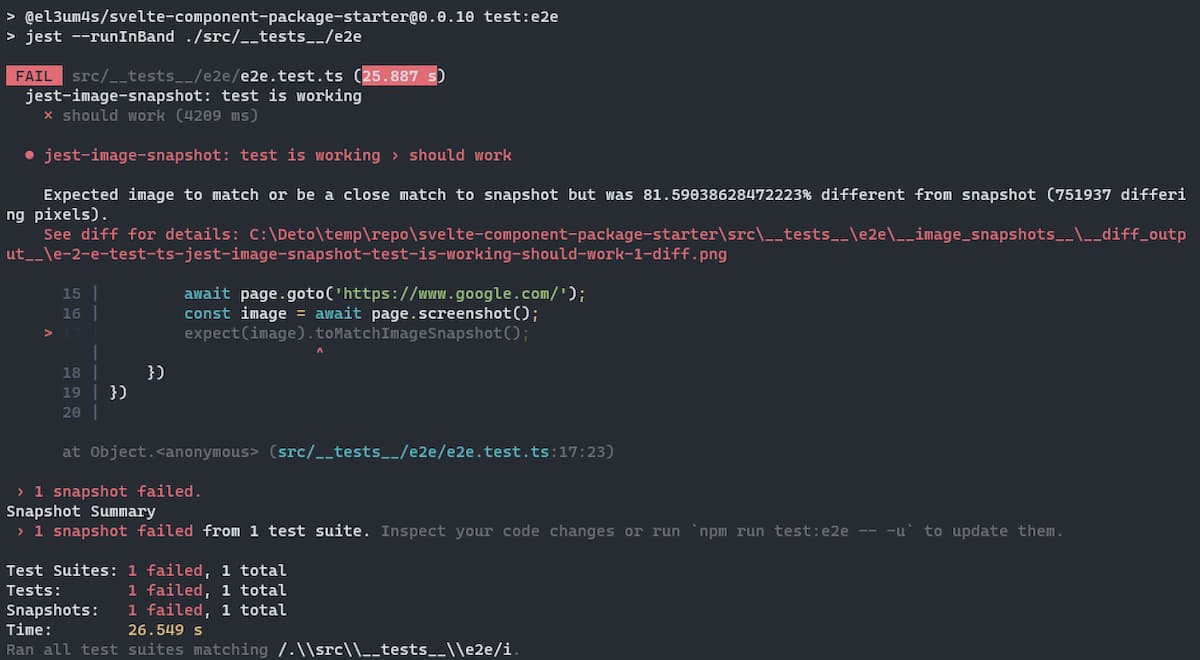 > @el3um4s/svelte-component-package-starter@0.0.10 test:e2e
> jest --runInBand ./src/__tests__/e2e
FAIL src/__tests__/e2e/e2e.test.ts (25.887 s)
jest-image-snapshot: test is working
× should work (4209 ms)
● jest-image-snapshot: test is working › should work
Expected image to match or be a close match to snapshot but was 81.59038628472223% different from snapshot (751937 differi
ng pixels).
See diff for details: C:\Deto\temp\repo\svelte-component-package-starter\src\__tests__\e2e\__image_snapshots__\__diff_outp
ut__\e-2-e-test-ts-jest-image-snapshot-test-is-working-should-work-1-diff.png
15 | await page.goto('https://www.google.com/');
16 | const image = await page.screenshot();
> 17 | expect(image).toMatchImageSnapshot();
| ^
18 | })
19 | })
20 |
at Object.<anonymous> (src/__tests__/e2e/e2e.test.ts:17:23)
› 1 snapshot failed.
Snapshot Summary
› 1 snapshot failed from 1 test suite. Inspect your code changes or run `npm run test:e2e -- -u` to update them.
Test Suites: 1 failed, 1 total
Tests: 1 failed, 1 total
Snapshots: 1 failed, 1 total
Time: 26.549 s
Ran all test suites matching /.\\src\\__tests__\\e2e/i.